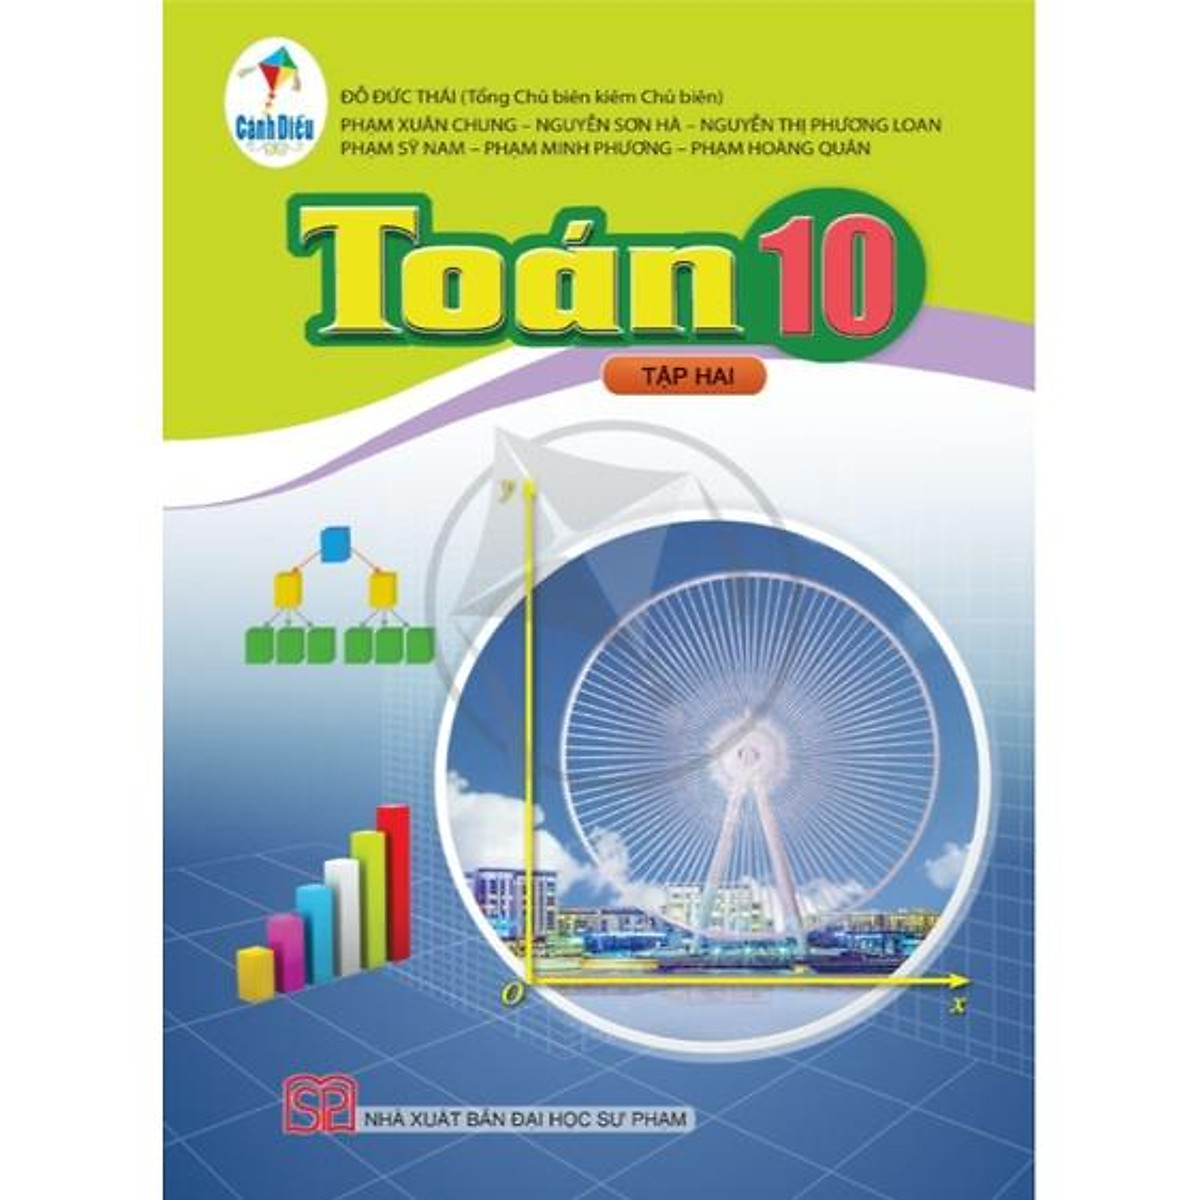 Cánh Diều
ĐỖ ĐỨC THÁI (Tổng Chủ biên kiêm Chủ biên)
PHẠM XUÂN CHUNG – NGUYỄN SƠN HÀ – NGUYỄN THỊ PHƯƠNG LOAN
PHẠM SỸ NAM – PHẠM MINH PHƯƠNG – PHẠM HOÀNG QUÂN
Toán 10
TẬP HAI
y
O
x
NHÀ XUẤT BẢN ĐẠI HỌC SƯ PHẠM